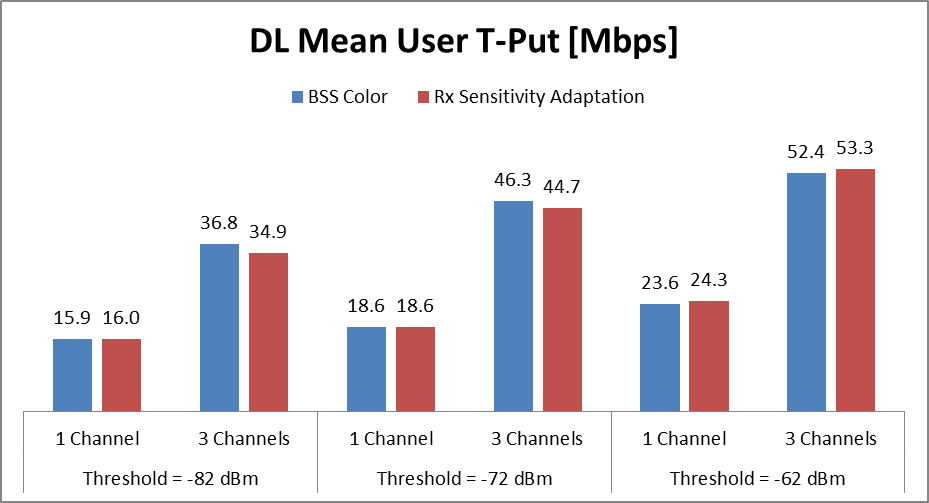 DL Mean User T-Put [Mbps]
BSS Color Rx Sensitivity Adaptation
52.4 53.3
46.3 44.7
36.8 34.9
23.6 24.3
18.6 18.6
15.9 16.0
1 Channel 3 Channels 1 Channel 3 Channels 1 Channel 3 Channels
Threshold = -82 dBm Threshold = -72 dBm Threshold = -62 dBm